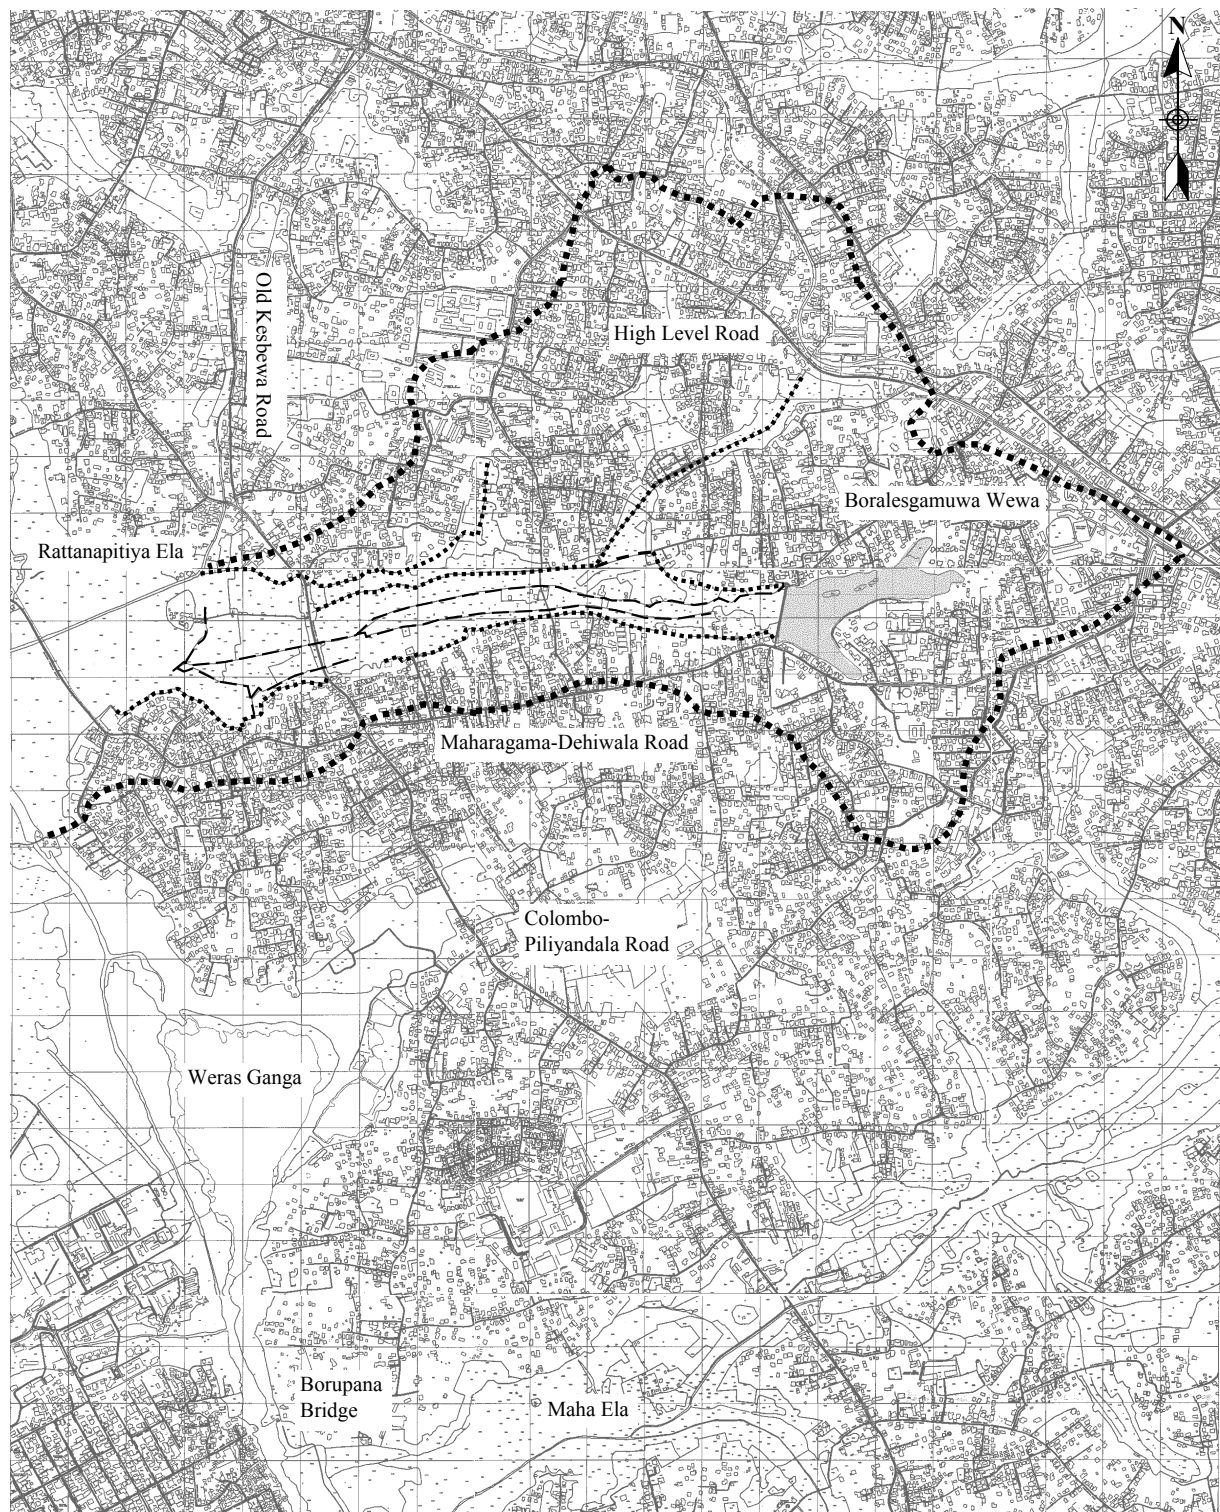 N
Old Kesbewa Road
High Level Road
Boralesgamuwa Wewa
Rattanapitiya Ela
Maharagama-Dehiwala Road
Colombo-
Piliyandala Road
Weras Ganga
Borupana
Bridge
Maha Ela